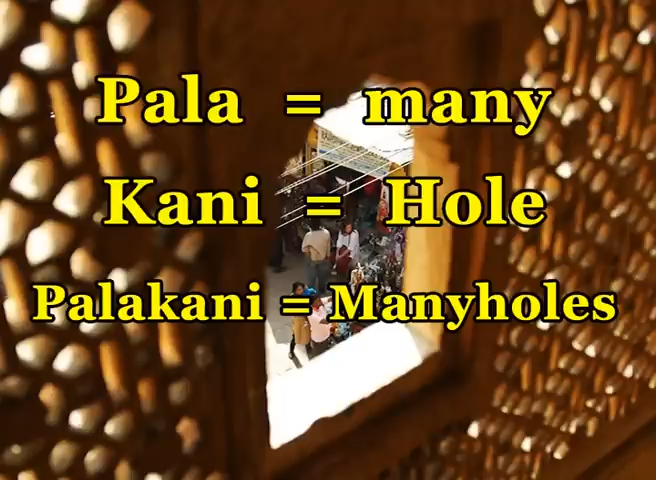 Pala = many
Kani = Hole
Palakani = Manyholes